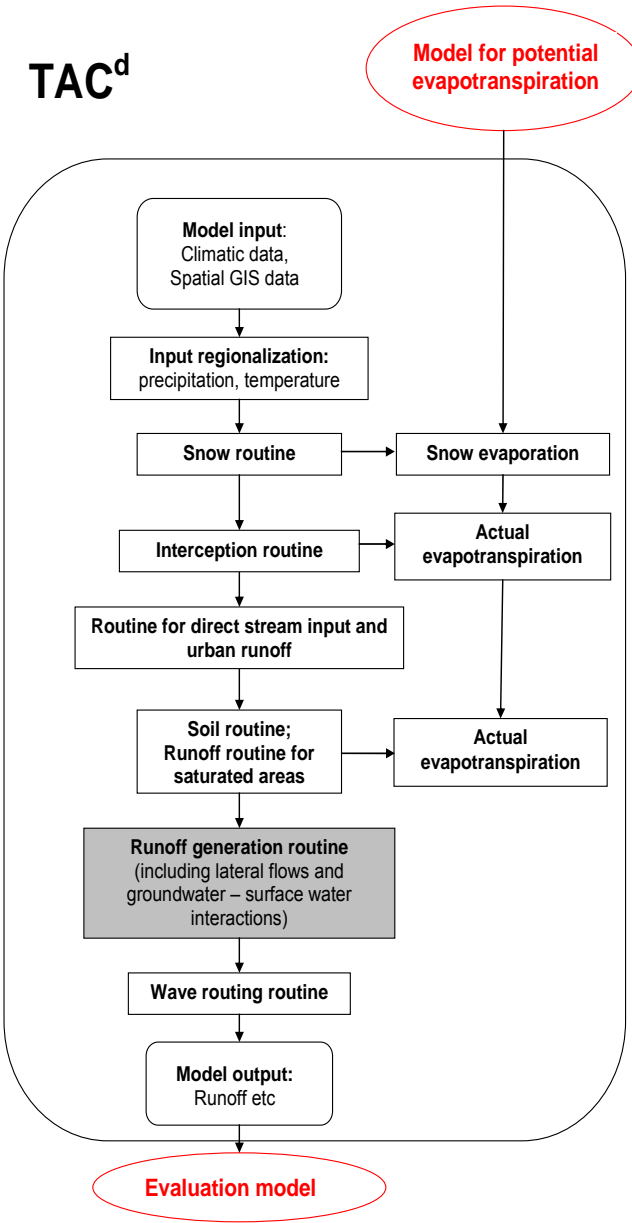 TACᵈ
Model for potential
evapotranspiration
Model input:
Climatic data,
Spatial GIS data
Input regionalization:
precipitation, temperature
Snow routine
Snow evaporation
Interception routine
Actual
evapotranspiration
Routine for direct stream input and
urban runoff
Soil routine;
Runoff routine for
saturated areas
Actual
evapotranspiration
Runoff generation routine
(including lateral flows and
groundwater – surface water
interactions)
Wave routing routine
Model output:
Runoff etc
Evaluation model